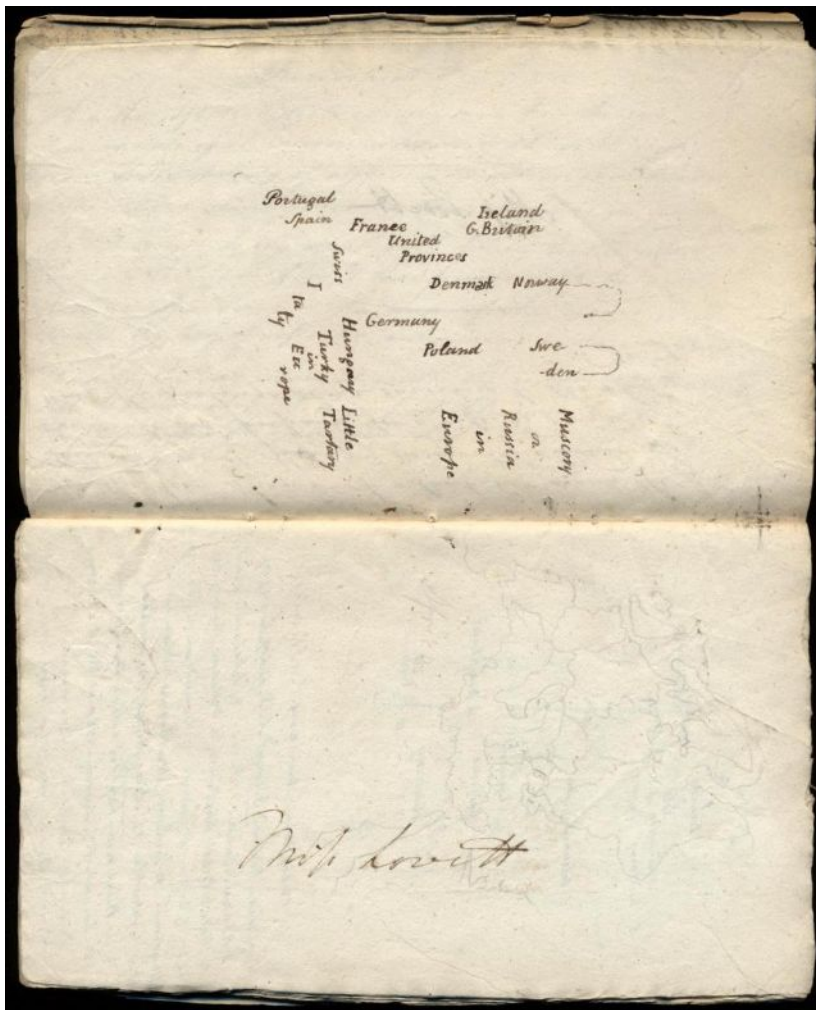 Portugal
Spain
France
Ireland
G. Britain
United
Provinces
Swiss
Denmark
Norway
I ta ly
Germany
Hungary
Turky
in
Eu
rope
Poland
Swe
-den
Little
Tartary
Muscovy
or
Russia
in
Europe
Miſs Lovett